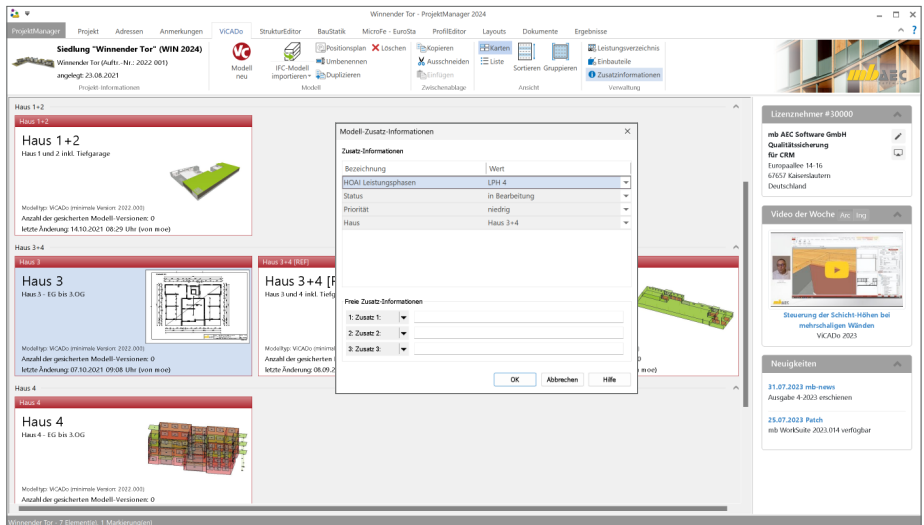 Winnender Tor - ProjektManager 2024
ProjektManager Projekt Adressen Anmerkungen ViCADo StrukturEditor BauStatik MicroFe - EuroSta ProfilEditor Layouts Dokumente Ergebnisse
Siedlung "Winnender Tor" (WIN 2024)
Winnender Tor (Auftr.-Nr.: 2022 001)
angelegt: 23.08.2021
Projekt-Informationen
Modell neu
IFC-Modell importieren
Positionsplan
Löschen
Umbenennen
Duplizieren
Modell
Kopieren
Ausschneiden
Einfügen
Zwischenablage
Karten
Liste
Sortieren Gruppieren
Ansicht
Leistungsverzeichnis
Einbauteile
Zusatzinformationen
Verwaltung
mb AEC
Haus 1+2
Haus 1+2
Haus 1+2
Haus 1 und 2 inkl. Tiefgarage
Modelltyp: ViCADo (minimale Version: 2022.000)
Anzahl der gesicherten Modell-Versionen: 0
letzte Änderung: 14.10.2021 08:29 Uhr (von moe)
Haus 3+4
Haus 3
Haus 3
Haus 3 - EG bis 3.OG
Modelltyp: ViCADo (minimale Version: 2022.000)
Anzahl der gesicherten Modell-Versionen: 0
letzte Änderung: 07.10.2021 09:08 Uhr (von moe)
Haus 3+4 [REF]
Haus 3+4 [F
Haus 3 und 4 inkl. Tiefg
Modelltyp: ViCADo (minimal
Anzahl der gesicherten
letzte Änderung: 08.09.2
)
0
moe)
Haus 4
Haus 4
Haus 4
Haus 4 - EG bis 3.OG
Modelltyp: ViCADo (minimale Version: 2022.000)
Anzahl der gesicherten Modell-Versionen: 0
Modell-Zusatz-Informationen
Zusatz-Informationen
Bezeichnung Wert
HOAI Leistungsphasen LPH 4
Status in Bearbeitung
Priorität niedrig
Haus Haus 3+4
Freie Zusatz-Informationen
1: Zusatz 1:
2: Zusatz 2:
3: Zusatz 3:
OK Abbrechen Hilfe
Lizenznehmer #30000
mb AEC Software GmbH
Qualitätssicherung
für CRM
Europaallee 14-16
67657 Kaiserslautern
Deutschland
Video der Woche Arc Ing
Steuerung der Schicht-Höhen bei
mehrschaligen Wänden
ViCADo 2023
Neuigkeiten
31.07.2023 mb-news
Ausgabe 4-2023 erschienen
25.07.2023 Patch
mb WorkSuite 2023.014 verfügbar
Winnender Tor - 7 Element(e), 1 Markierung(en)